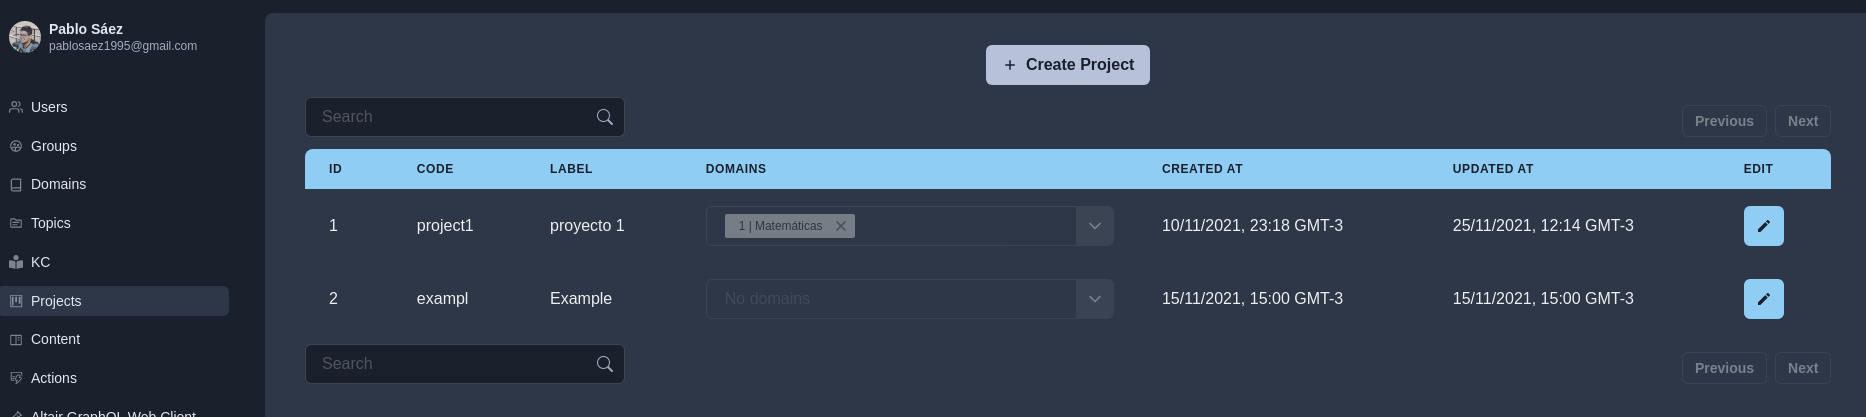 Pablo Sáez
pablosaez1995@gmail.com
Users
Groups
Domains
Topics
KC
Projects
Content
Actions
Altair GraphQL Web Client
+ Create Project
Search
Previous Next
ID CODE LABEL DOMAINS CREATED AT UPDATED AT EDIT
1 project1 proyecto 1 1 | Matemáticas 10/11/2021, 23:18 GMT-3 25/11/2021, 12:14 GMT-3
2 exampl Example No domains 15/11/2021, 15:00 GMT-3 15/11/2021, 15:00 GMT-3
Search
Previous Next